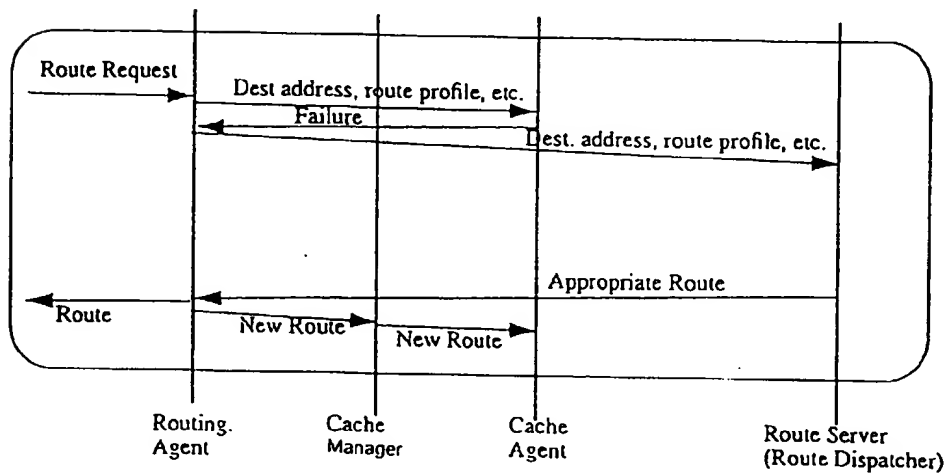 Route Request
Dest address, route profile, etc.
Failure
Dest. address, route profile, etc.
Appropriate Route
Route
New Route
New Route
Routing.
Agent
Cache
Manager
Cache
Agent
Route Server
(Route Dispatcher)